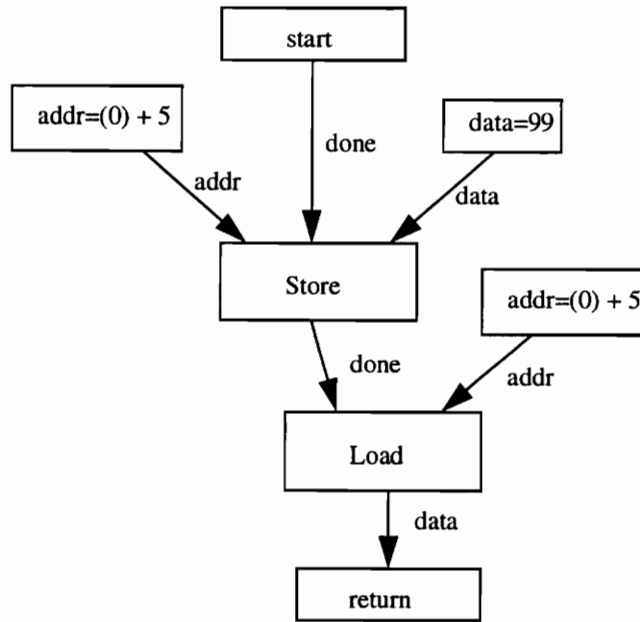 start
addr=(0) + 5
data=99
done
addr
data
Store
addr=(0) + 5
done
addr
Load
data
return